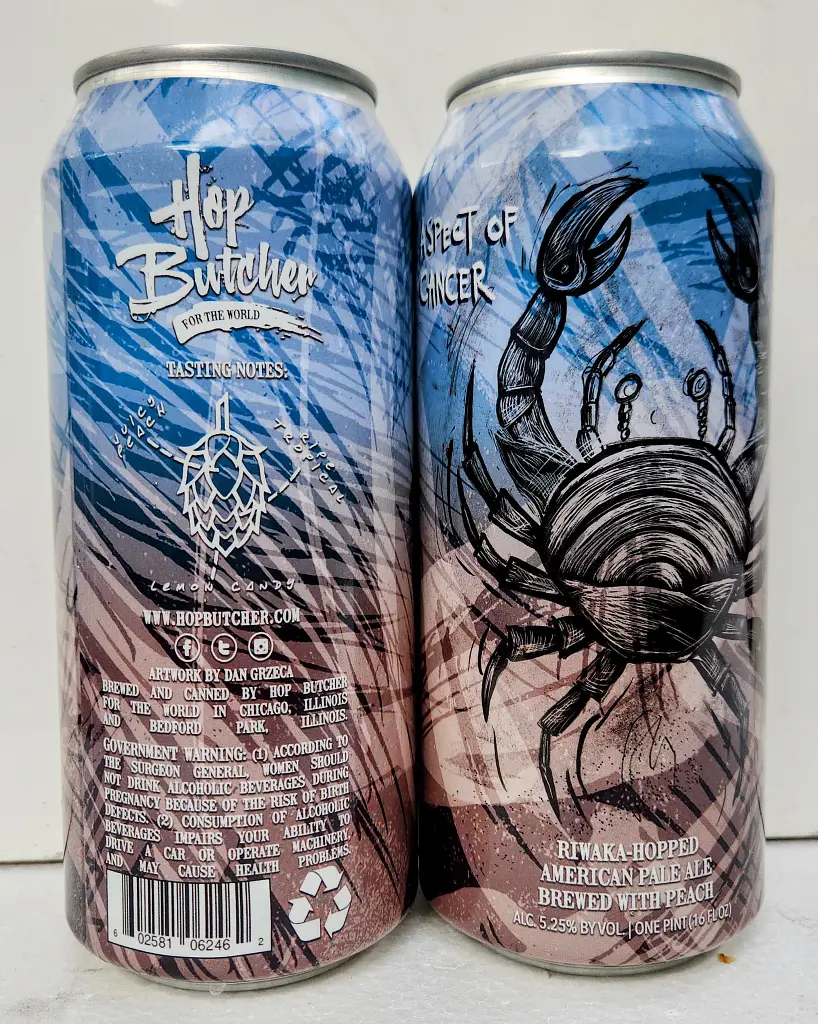 Hop
Butcher
FOR THE WORLD
TASTING NOTES:
JUICY
PEACH
RIPE
TROPICAL
LEMON CANDY
WWW.HOPBUTCHER.COM
ARTWORK BY DAN GRZECA
BREWED AND CANNED BY HOP BUTCHER
FOR THE WORLD IN CHICAGO, ILLINOIS
AND BEDFORD PARK, ILLINOIS.
GOVERNMENT WARNING: (1) ACCORDING TO
THE SURGEON GENERAL, WOMEN SHOULD
NOT DRINK ALCOHOLIC BEVERAGES DURING
PREGNANCY BECAUSE OF THE RISK OF BIRTH
DEFECTS. (2) CONSUMPTION OF ALCOHOLIC
BEVERAGES IMPAIRS YOUR ABILITY TO
DRIVE A CAR OR OPERATE MACHINERY,
AND MAY CAUSE HEALTH PROBLEMS.
6 02581 06246 2
ASPECT OF
CANCER
RIWAKA-HOPPED
AMERICAN PALE ALE
BREWED WITH PEACH
ALC. 5.25% BY VOL. | ONE PINT (16 FL OZ)